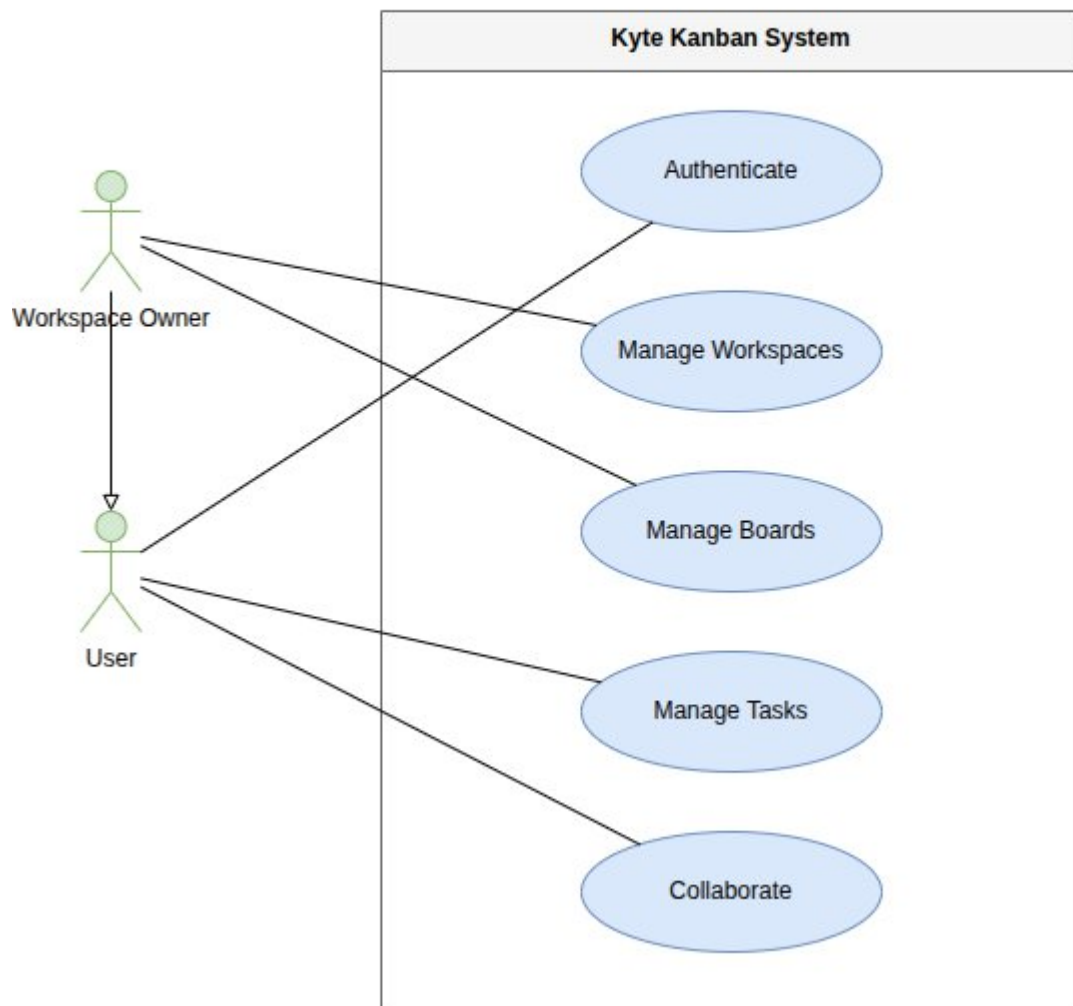 Kyte Kanban System
Authenticate
Workspace Owner
Manage Workspaces
Manage Boards
User
Manage Tasks
Collaborate